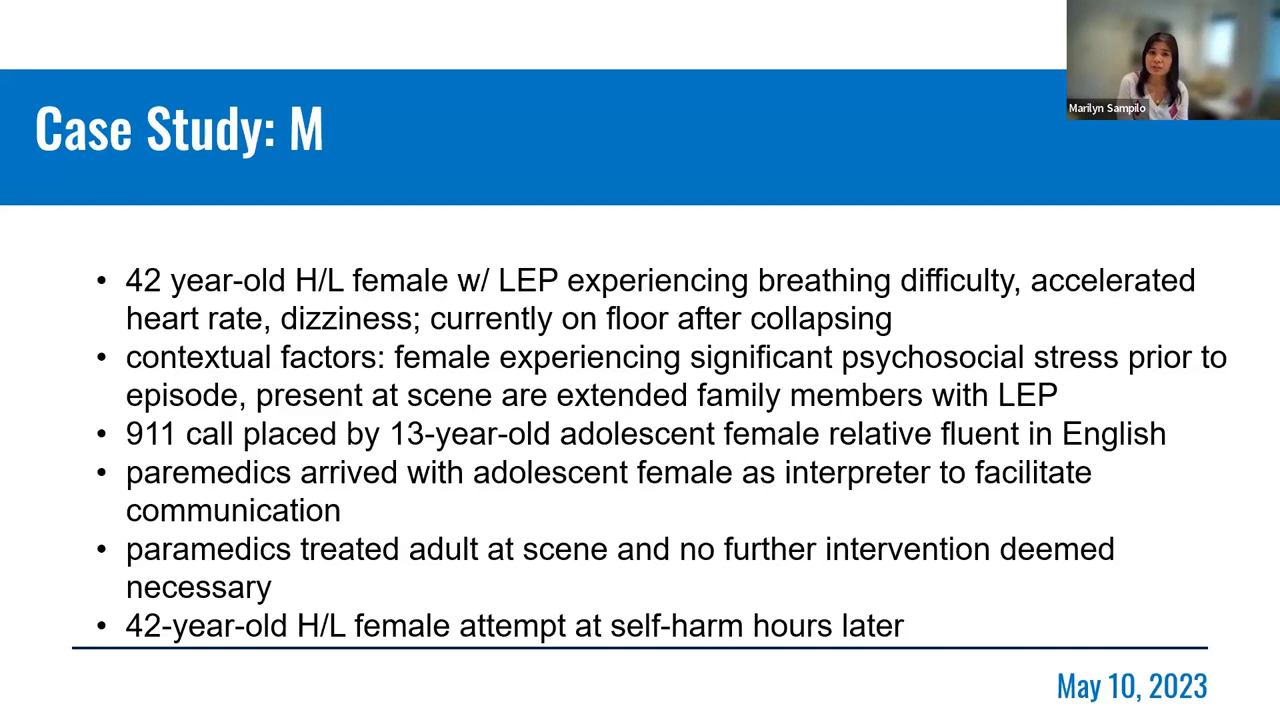 Marilyn Sampilo
Case Study: M
• 42 year-old H/L female w/ LEP experiencing breathing difficulty, accelerated
heart rate, dizziness; currently on floor after collapsing
• contextual factors: female experiencing significant psychosocial stress prior to
episode, present at scene are extended family members with LEP
• 911 call placed by 13-year-old adolescent female relative fluent in English
• paremedics arrived with adolescent female as interpreter to facilitate
communication
• paramedics treated adult at scene and no further intervention deemed
necessary
• 42-year-old H/L female attempt at self-harm hours later
May 10, 2023